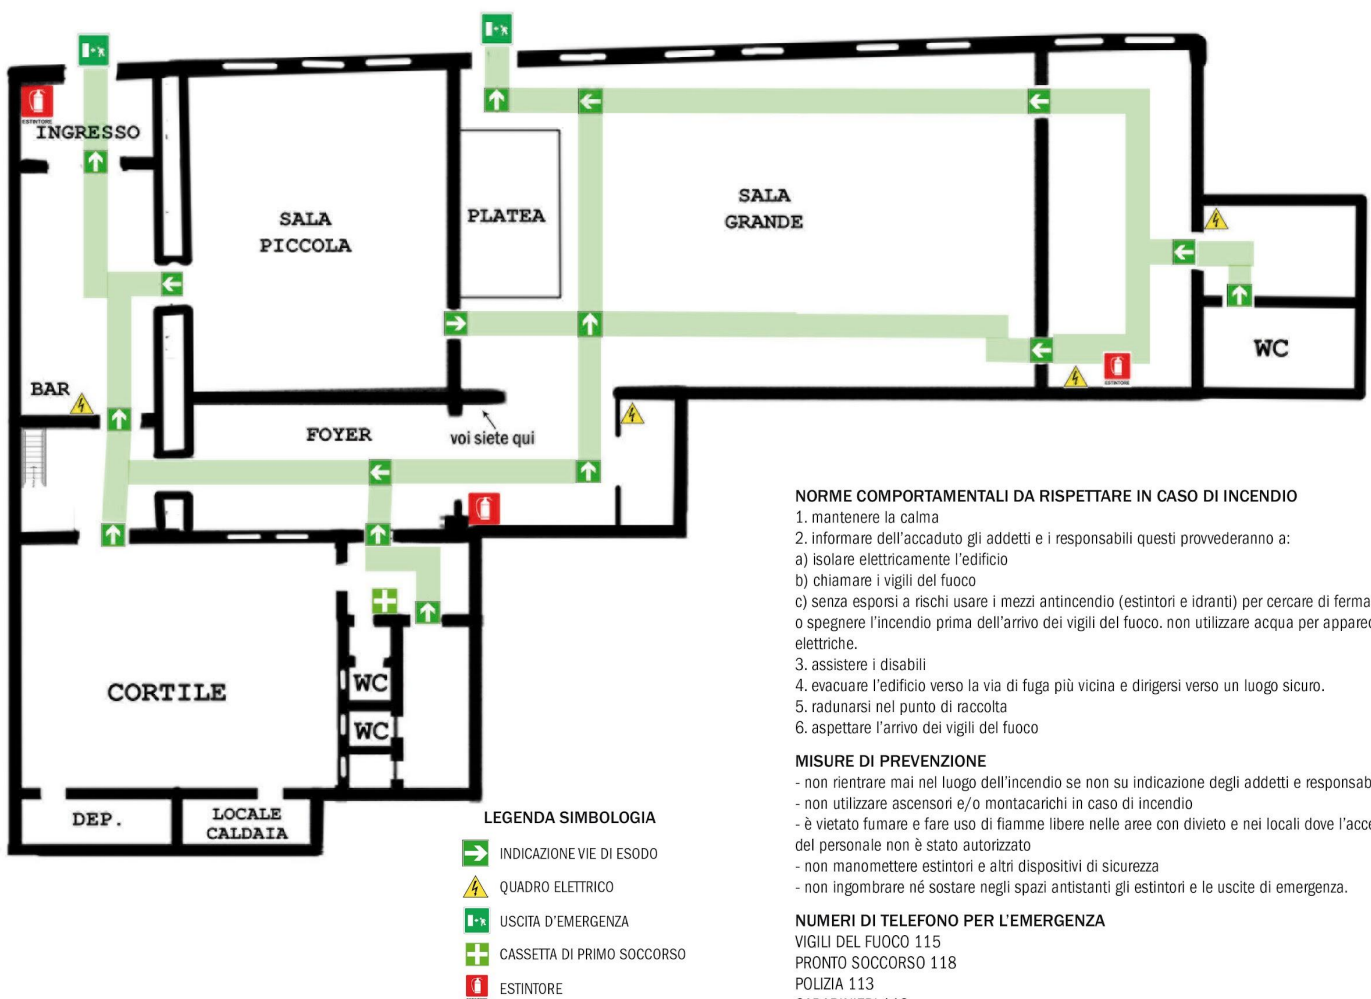 ESTINTORE
INGRESSO
SALA
PICCOLA
PLATEA
SALA
GRANDE
BAR
FOYER
voi siete qui
ESTINTORE
WC
CORTILE
WC
WC
DEP.
LOCALE
CALDAIA
LEGENDA SIMBOLOGIA
INDICAZIONE VIE DI ESODO
QUADRO ELETTRICO
USCITA D'EMERGENZA
CASSETTA DI PRIMO SOCCORSO
ESTINTORE
NORME COMPORTAMENTALI DA RISPETTARE IN CASO DI INCENDIO
1. mantenere la calma
2. informare dell'accaduto gli addetti e i responsabili questi provvederanno a:
a) isolare elettricamente l'edificio
b) chiamare i vigili del fuoco
c) senza esporsi a rischi usare i mezzi antincendio (estintori e idranti) per cercare di ferma
o spegnere l'incendio prima dell'arrivo dei vigili del fuoco. non utilizzare acqua per apparec
elettriche.
3. assistere i disabili
4. evacuare l'edificio verso la via di fuga più vicina e dirigersi verso un luogo sicuro.
5. radunarsi nel punto di raccolta
6. aspettare l'arrivo dei vigili del fuoco
MISURE DI PREVENZIONE
- non rientrare mai nel luogo dell'incendio se non su indicazione degli addetti e responsab
- non utilizzare ascensori e/o montacarichi in caso di incendio
- è vietato fumare e fare uso di fiamme libere nelle aree con divieto e nei locali dove l'acce
del personale non è stato autorizzato
- non manomettere estintori e altri dispositivi di sicurezza
- non ingombrare né sostare negli spazi antistanti gli estintori e le uscite di emergenza.
NUMERI DI TELEFONO PER L'EMERGENZA
VIGILI DEL FUOCO 115
PRONTO SOCCORSO 118
POLIZIA 113